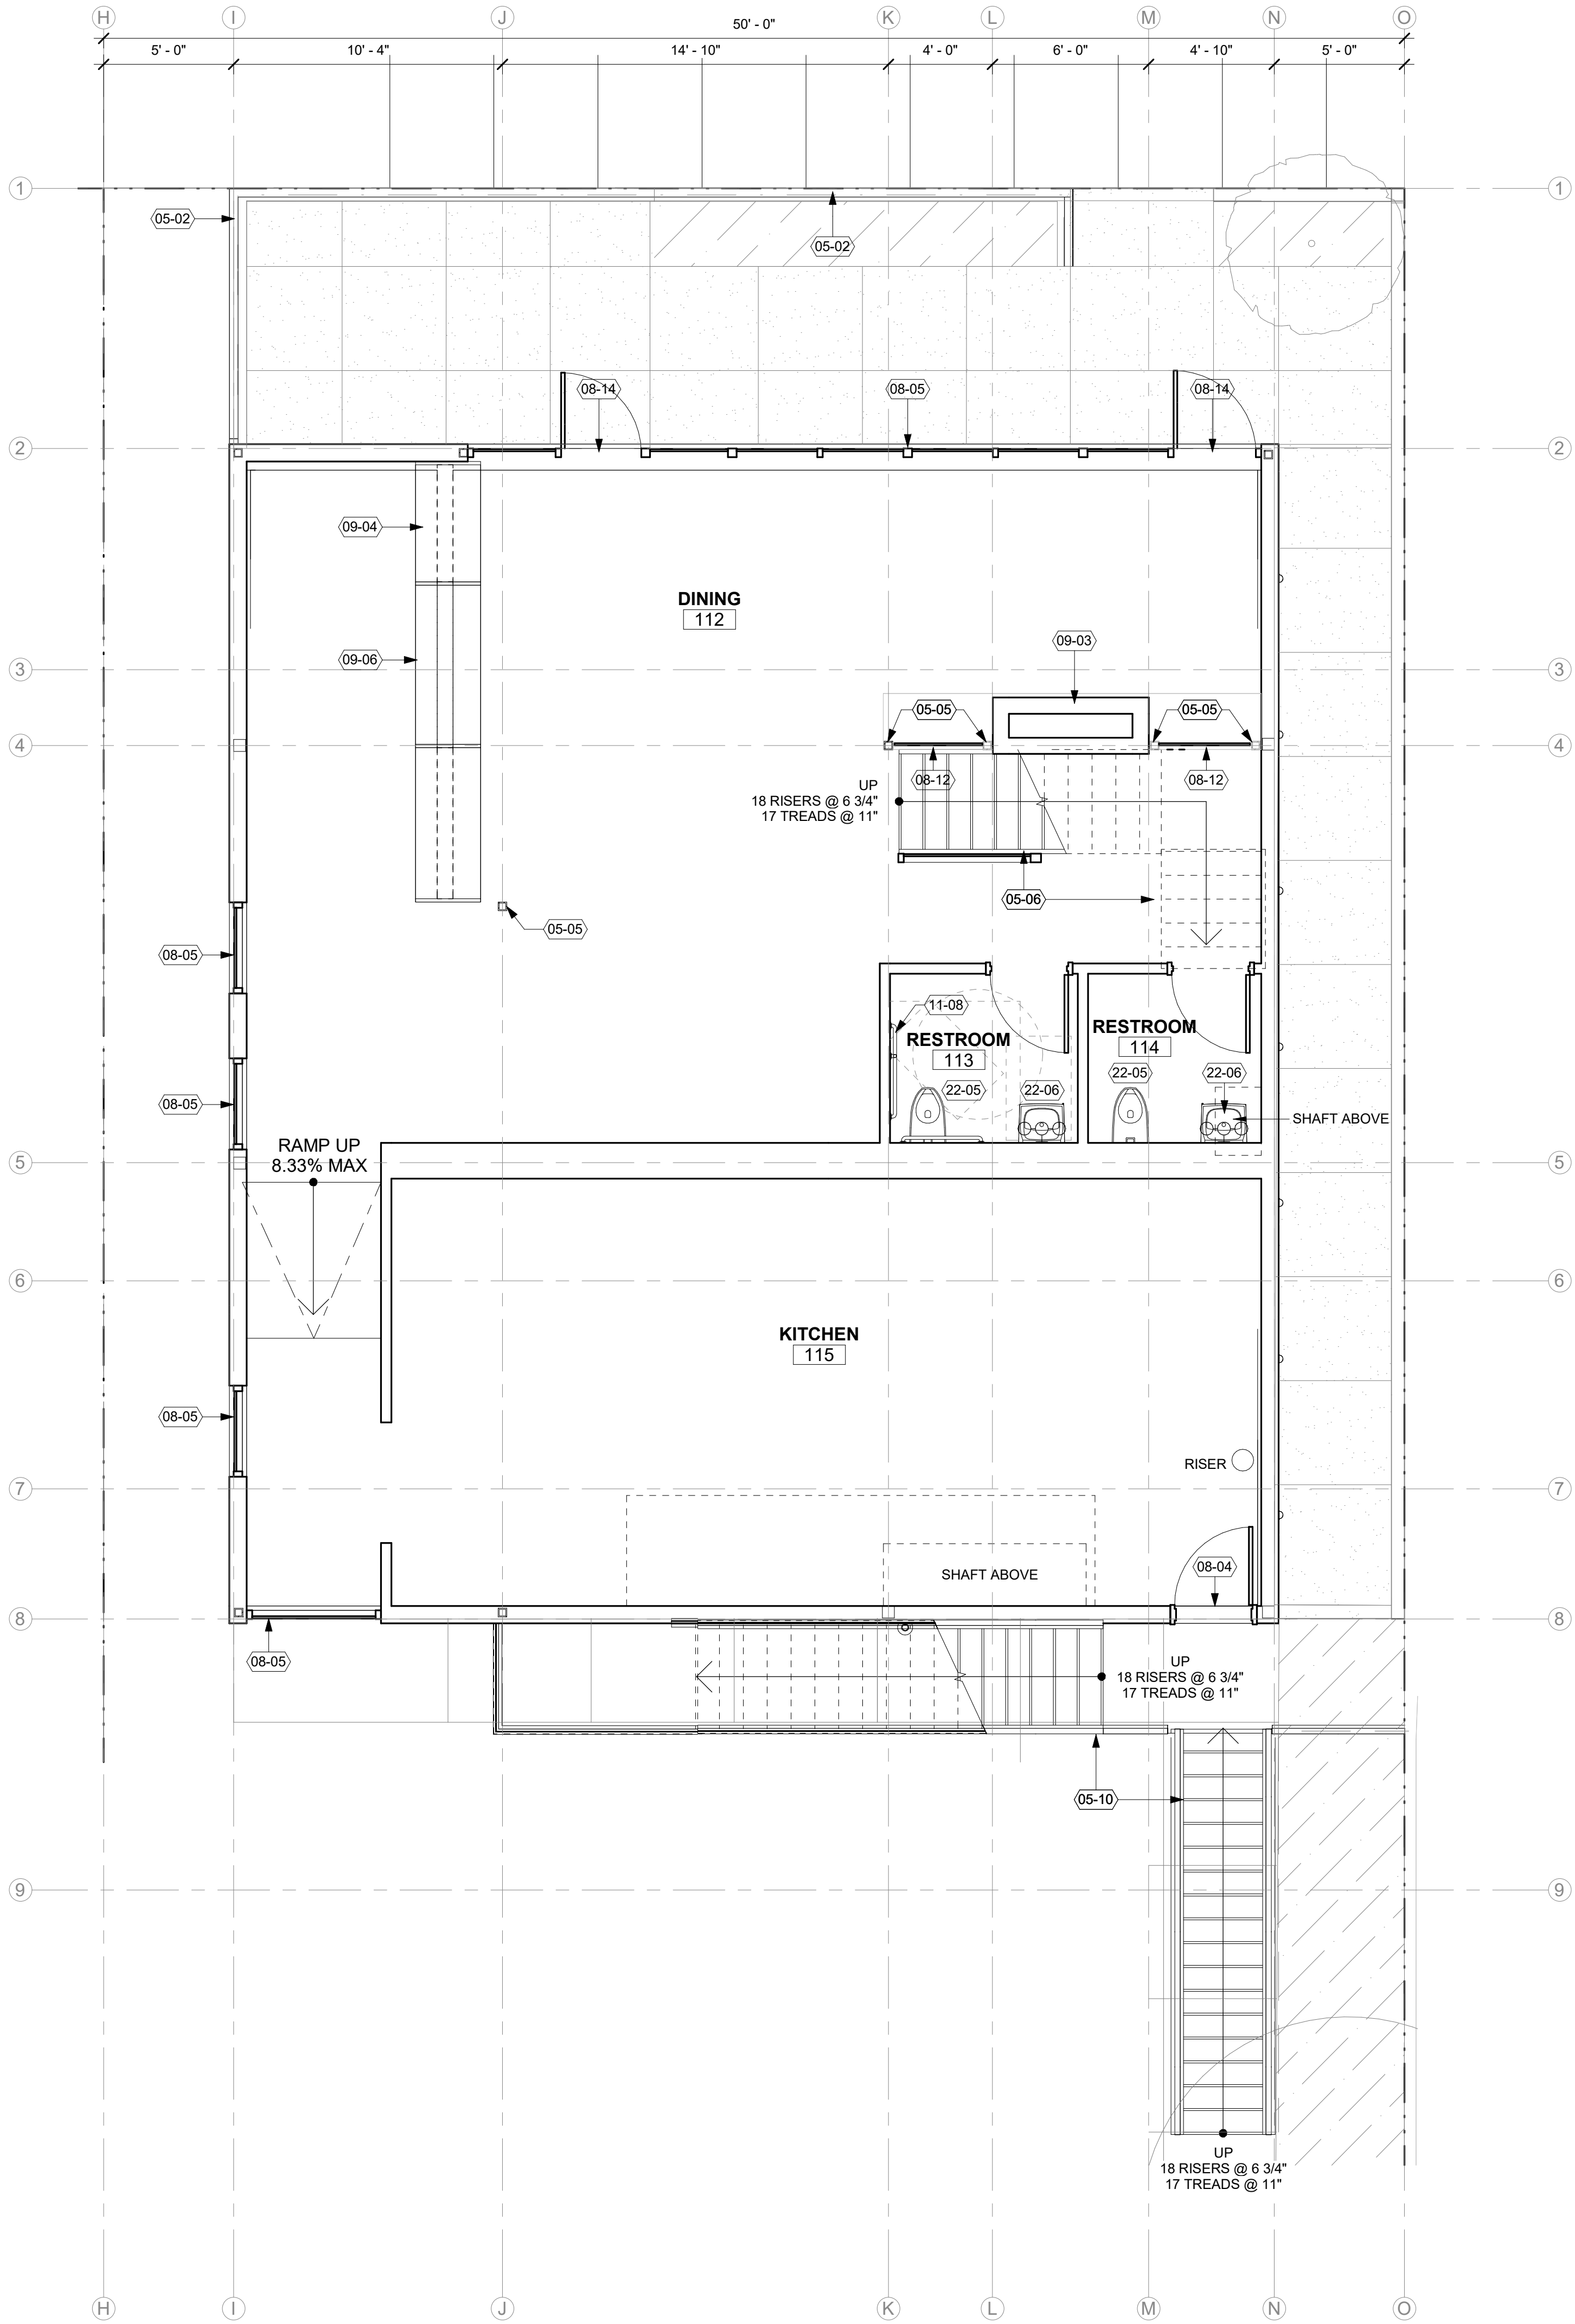 H I J K L M N O
50' - 0"
5' - 0" 10' - 4" 14' - 10" 4' - 0" 6' - 0" 4' - 10" 5' - 0"
1 1
05-02
05-02
08-14 08-05 08-14
2 2
09-04
DINING
112
09-03
09-06
3 3
05-05 05-05
4 4
08-12 08-12
UP
18 RISERS @ 6 3/4"
17 TREADS @ 11"
05-06
05-05
08-05
11-08
RESTROOM
113
RESTROOM
114
22-05 22-06 22-05 22-06
08-05
SHAFT ABOVE
RAMP UP
8.33% MAX
5 5
6 6
KITCHEN
115
08-05
RISER
7 7
08-04
SHAFT ABOVE
8 8
08-05
UP
18 RISERS @ 6 3/4"
17 TREADS @ 11"
05-10
9 9
UP
18 RISERS @ 6 3/4"
17 TREADS @ 11"
H I J K L M N O